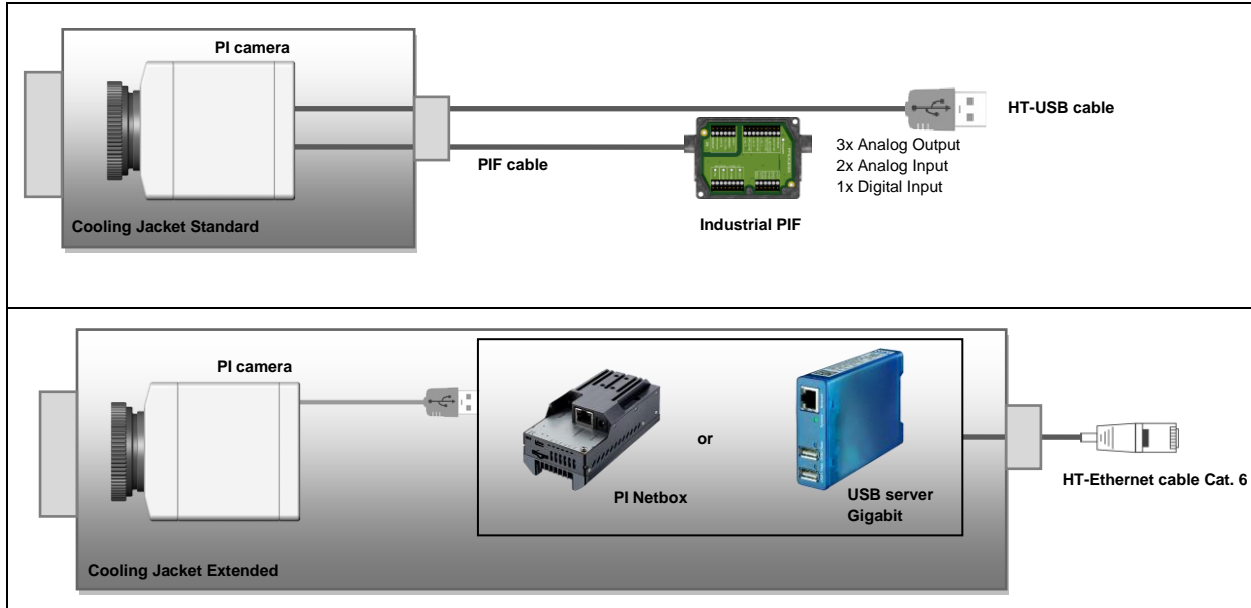 PI camera
HT-USB cable
PIF cable
3x Analog Output
2x Analog Input
1x Digital Input
Industrial PIF
Cooling Jacket Standard
PI camera
or
PI Netbox
USB server
Gigabit
HT-Ethernet cable Cat. 6
Cooling Jacket Extended